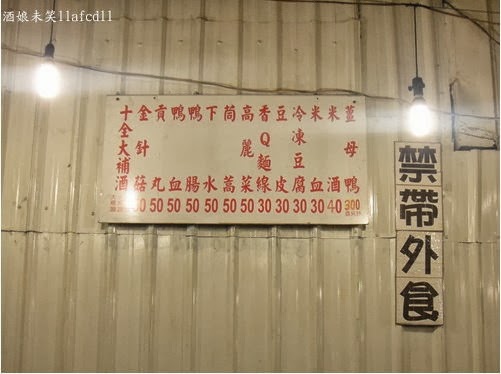 酒娘未笑llafcdll
薑母鴨 300
米酒 40
米血 30
冷凍豆腐 30
豆皮 30
香Q麵線 30
高麗菜 50
茼蒿 50
下水 50
鴨腸 50
鴨血 50
貢丸 50
金針菇 50
十全大補酒
禁帶外食